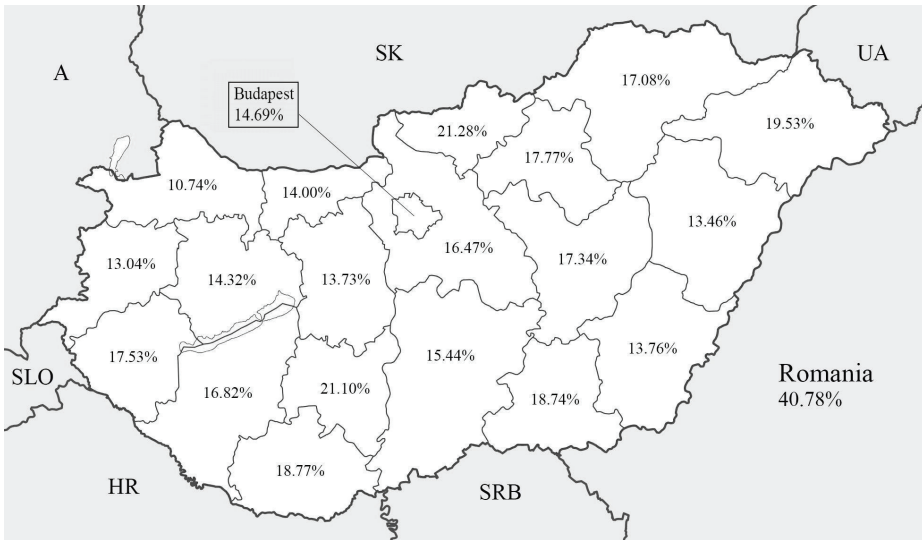 SK
UA
A
Budapest
14.69%
17.08%
21.28%
19.53%
17.77%
10.74%
14.00%
13.46%
16.47%
17.34%
13.04%
14.32%
13.73%
17.53%
15.44%
13.76%
SLO
16.82%
21.10%
18.74%
Romania
40.78%
18.77%
HR
SRB